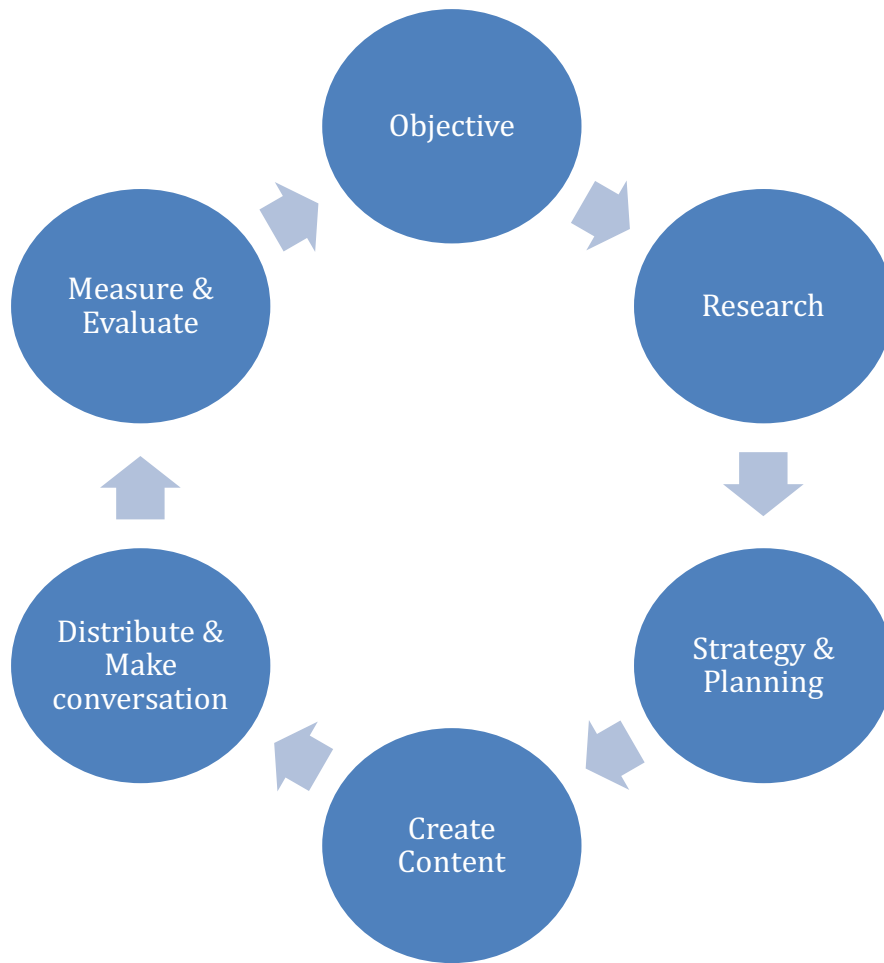 Objective
Research
Strategy &
Planning
Create
Content
Distribute &
Make
conversation
Measure &
Evaluate